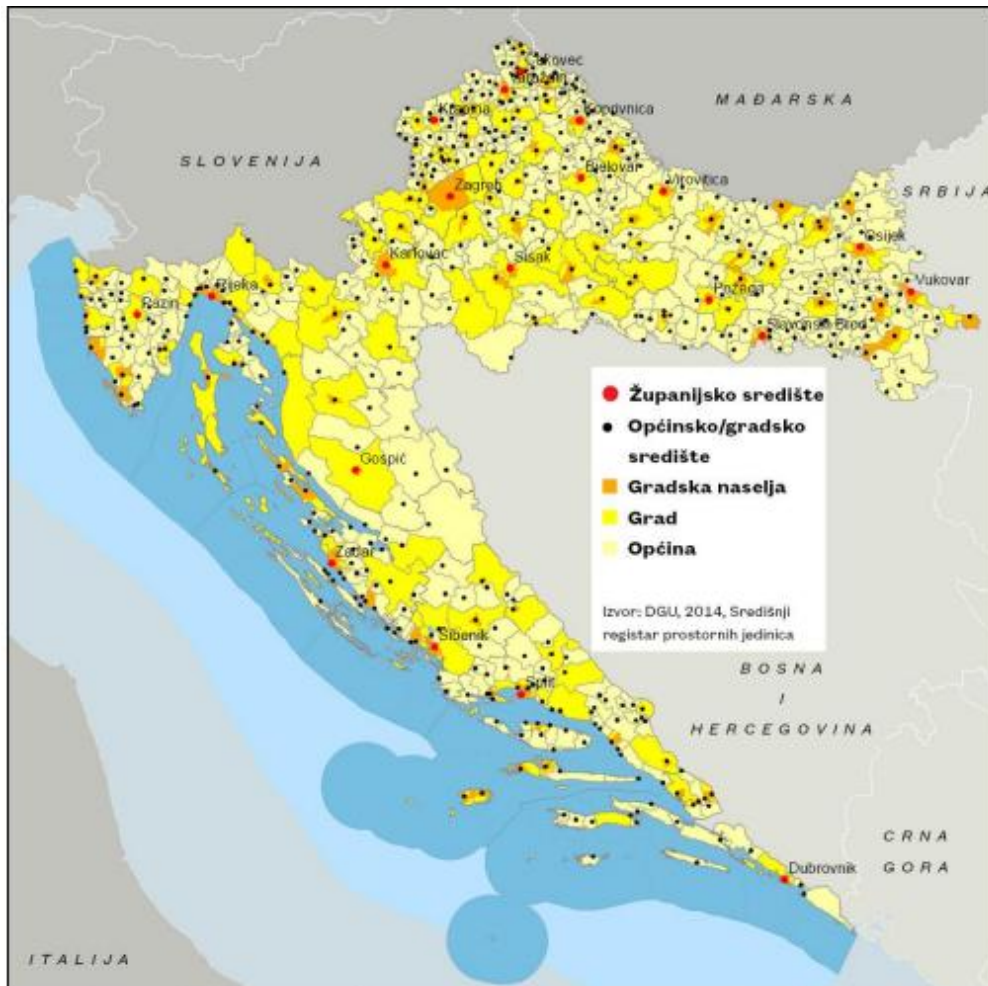 Čakovec
Varaždin
Krapina
Koprivnica
MAĐARSKA
SLOVENIJA
Bjelovar
Zagreb
Virovitica
SRBIJA
Osijek
Karlovac
Sisak
Vukovar
Rijeka
Pazin
Požega
Slavonski Brod
Županijsko središte
Općinsko/gradsko
središte
Gradska naselja
Grad
Općina
Izvor: DGU, 2014, Središnji
registar prostornih jedinica
Gospić
Zadar
Šibenik
Split
BOSNA
I
HERCEGOVINA
CRNA
GORA
Dubrovnik
ITALIJA